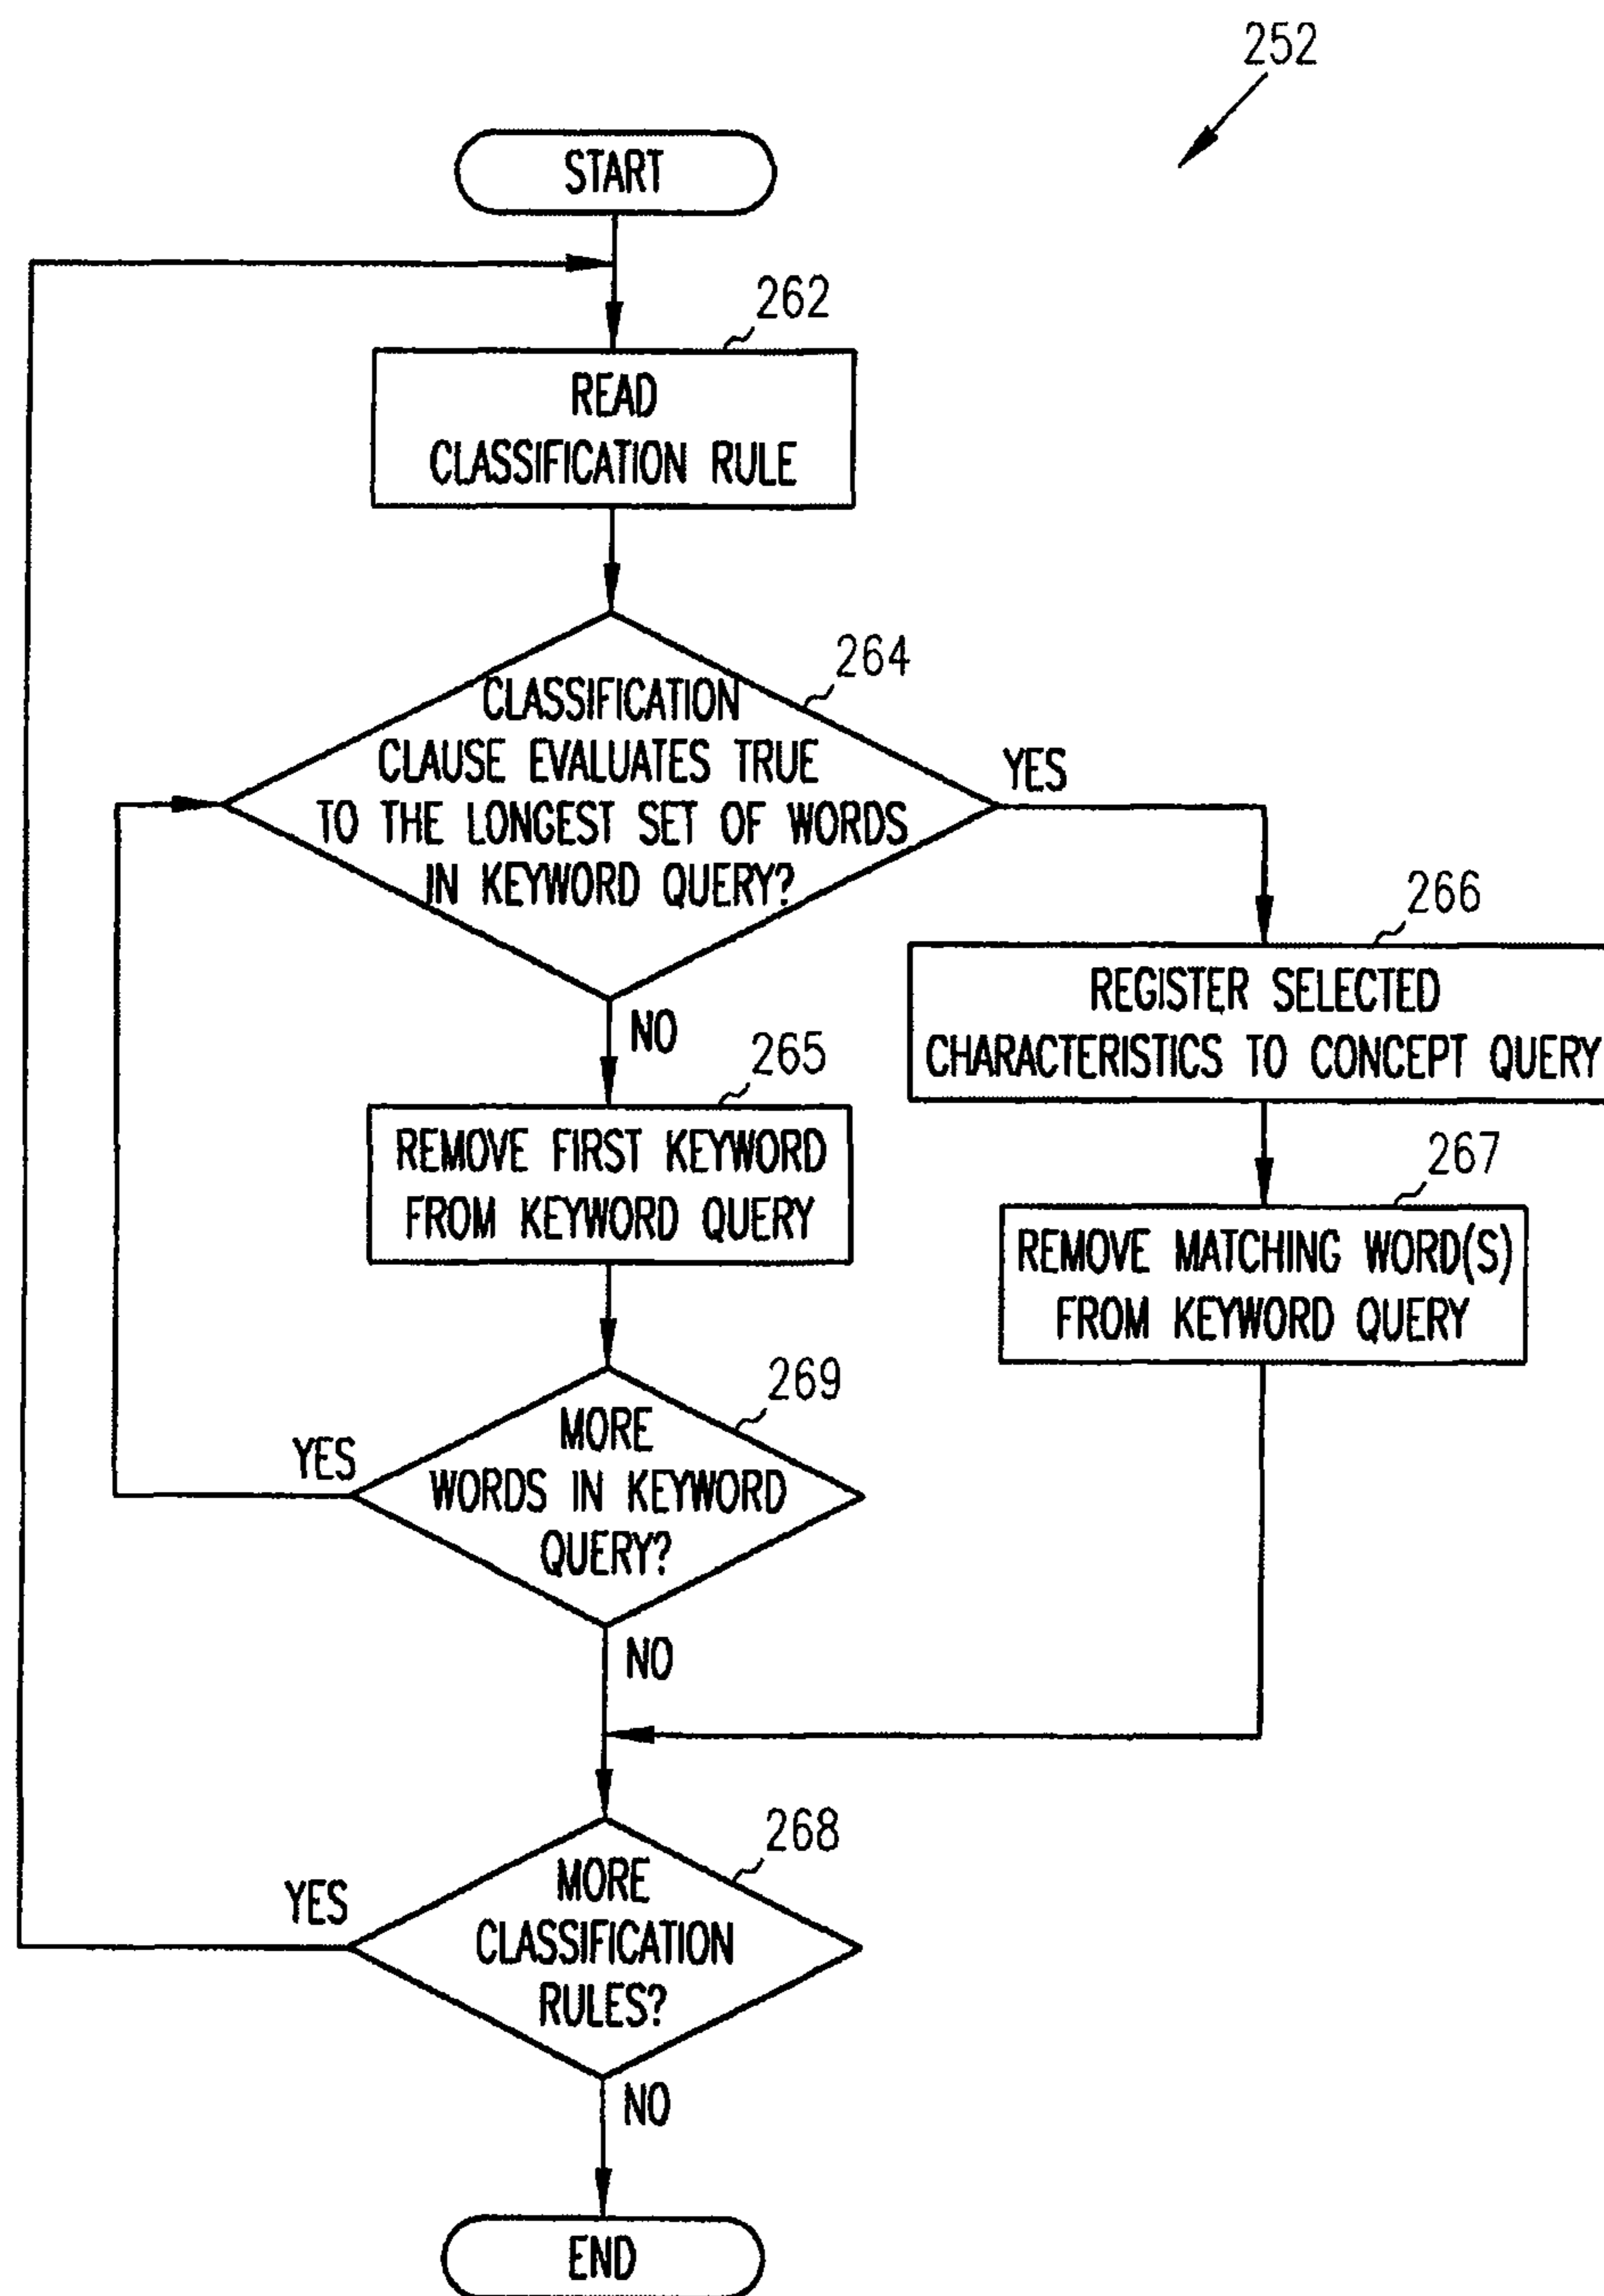 252
START
262
READ
CLASSIFICATION RULE
264
CLASSIFICATION
CLAUSE EVALUATES TRUE
TO THE LONGEST SET OF WORDS
IN KEYWORD QUERY?
YES
NO
266
REGISTER SELECTED
CHARACTERISTICS TO CONCEPT QUERY
265
REMOVE FIRST KEYWORD
FROM KEYWORD QUERY
267
REMOVE MATCHING WORD(S)
FROM KEYWORD QUERY
269
MORE
WORDS IN KEYWORD
QUERY?
YES
NO
268
MORE
CLASSIFICATION
RULES?
YES
NO
END